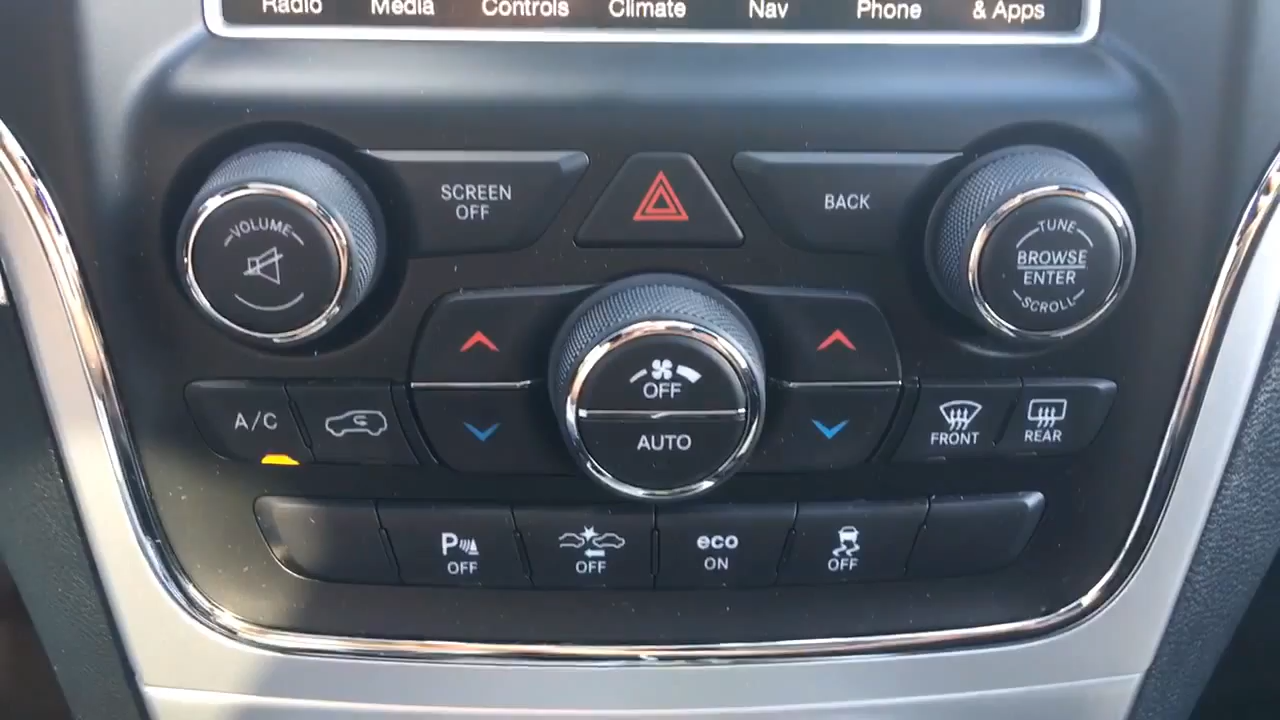 Radio Media Controls Climate Nav Phone & Apps
SCREEN
OFF
BACK
VOLUME
TUNE
BROWSE
ENTER
SCROLL
OFF
AUTO
A/C
FRONT
REAR
P
OFF
OFF
eco
ON
OFF